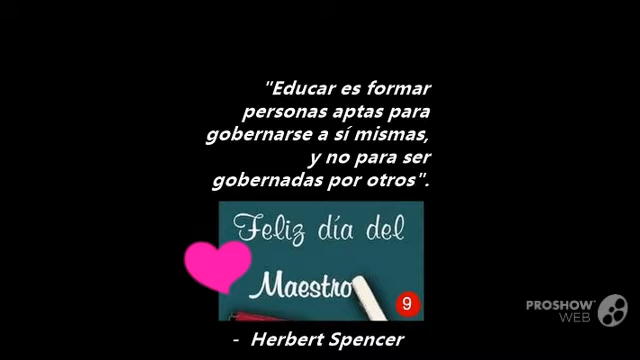 "Educar es formar
personas aptas para
gobernarse a sí mismas,
y no para ser
gobernadas por otros".
Feliz día del
Maestro
9
- Herbert Spencer
PROSHOW
WEB